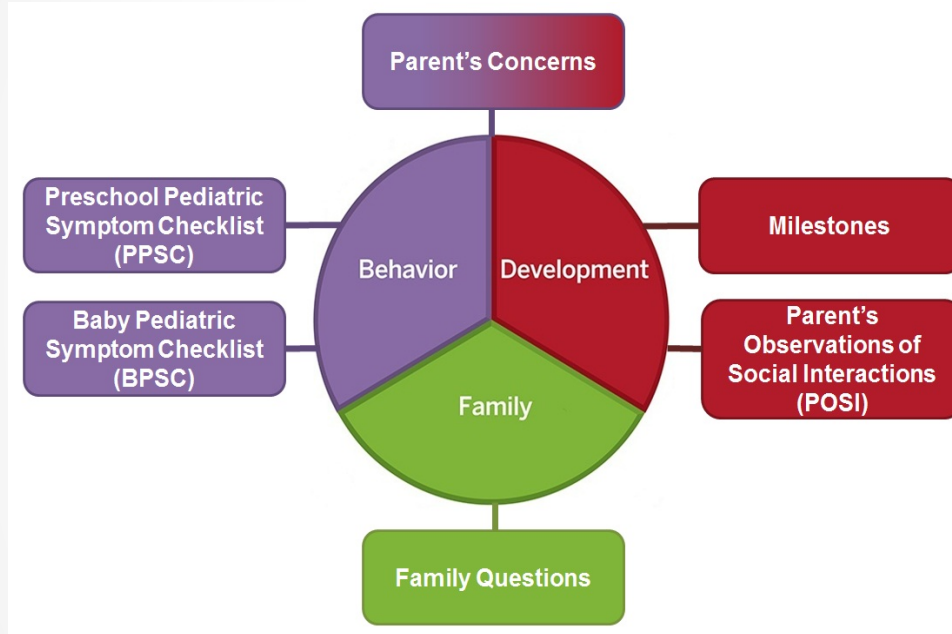 Parent’s Concerns
Preschool Pediatric
Symptom Checklist
(PPSC)
Baby Pediatric
Symptom Checklist
(BPSC)
Behavior
Development
Family
Milestones
Parent’s
Observations of
Social Interactions
(POSI)
Family Questions